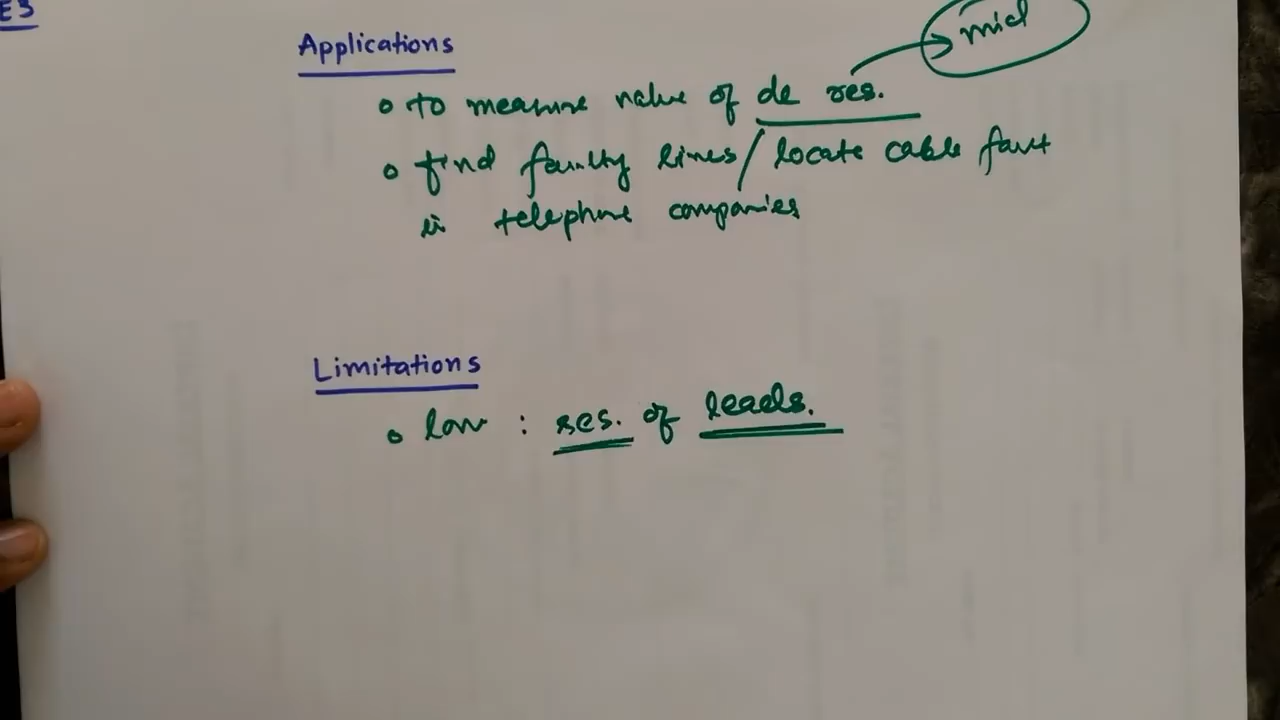 ES
Applications
mid
o to measure value of dc res.
o find faulty lines/locate cable fault
in telephone companies
Limitations
o low : res. of leads.